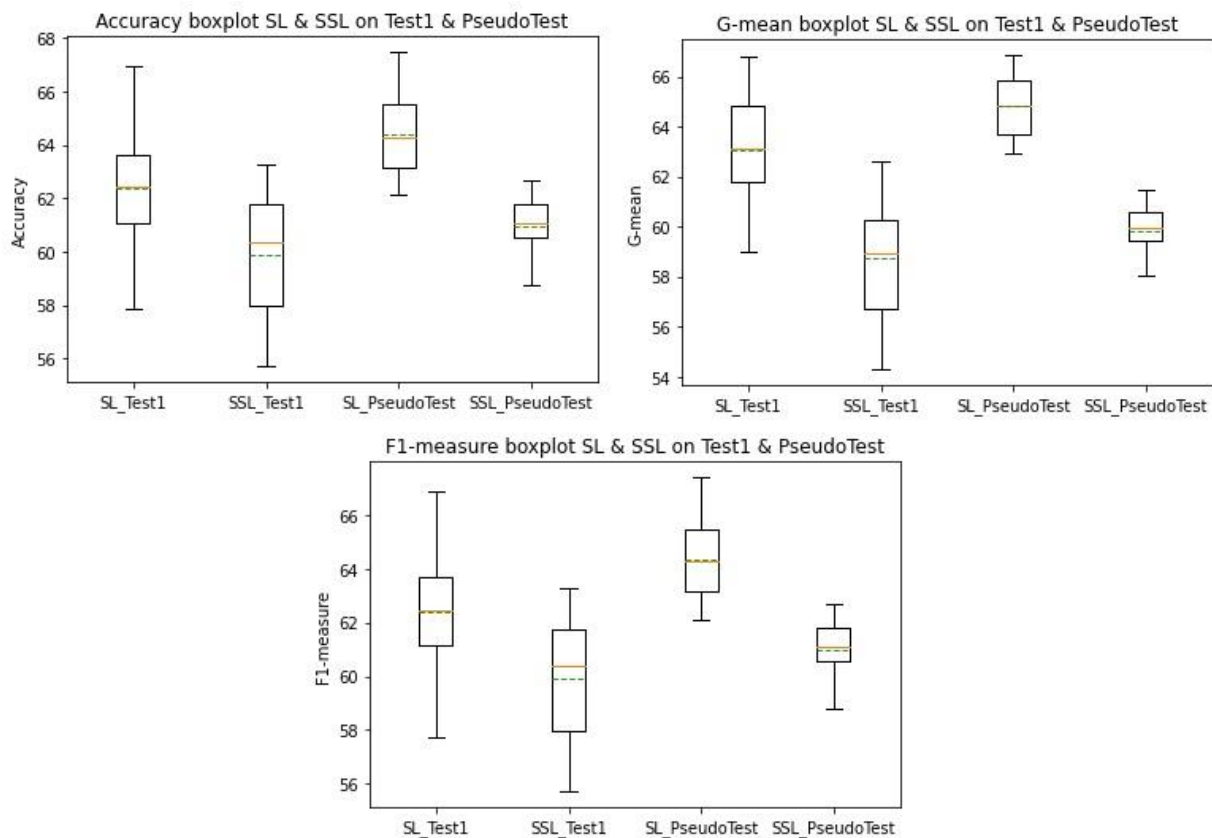 Accuracy boxplot SL & SSL on Test1 & PseudoTest
Accuracy
68
66
64
62
60
58
56
SL_Test1 SSL_Test1 SL_PseudoTest SSL_PseudoTest
G-mean boxplot SL & SSL on Test1 & PseudoTest
G-mean
66
64
62
60
58
56
54
SL_Test1 SSL_Test1 SL_PseudoTest SSL_PseudoTest
F1-measure boxplot SL & SSL on Test1 & PseudoTest
F1-measure
66
64
62
60
58
56
SL_Test1 SSL_Test1 SL_PseudoTest SSL_PseudoTest